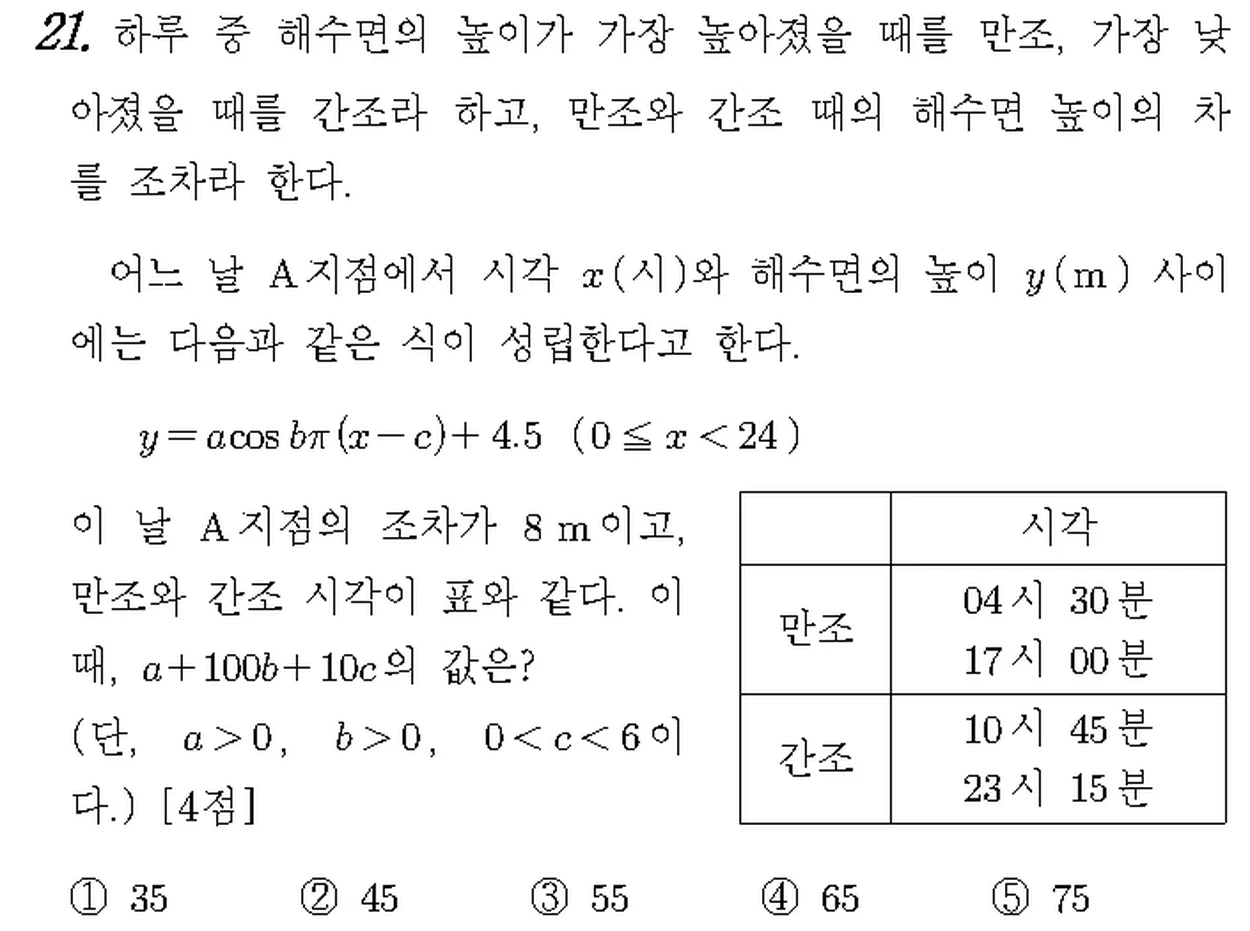 21. 하루 중 해수면의 높이가 가장 높아졌을 때를 만조, 가장 낮
아졌을 때를 간조라 하고, 만조와 간조 때의 해수면 높이의 차
를 조차라 한다.
어느 날 A지점에서 시각 x(시)와 해수면의 높이 y(m) 사이
에는 다음과 같은 식이 성립한다고 한다.
y=acos bπ(x-c)+4.5 (0≦x<24)
이 날 A지점의 조차가 8 m이고,
만조와 간조 시각이 표와 같다. 이
때, a+100b+10c의 값은?
(단, a>0, b>0, 0<c<6이
다.) [4점]
시각
만조
04시 30분
17시 00분
간조
10시 45분
23시 15분
① 35 ② 45 ③ 55 ④ 65 ⑤ 75